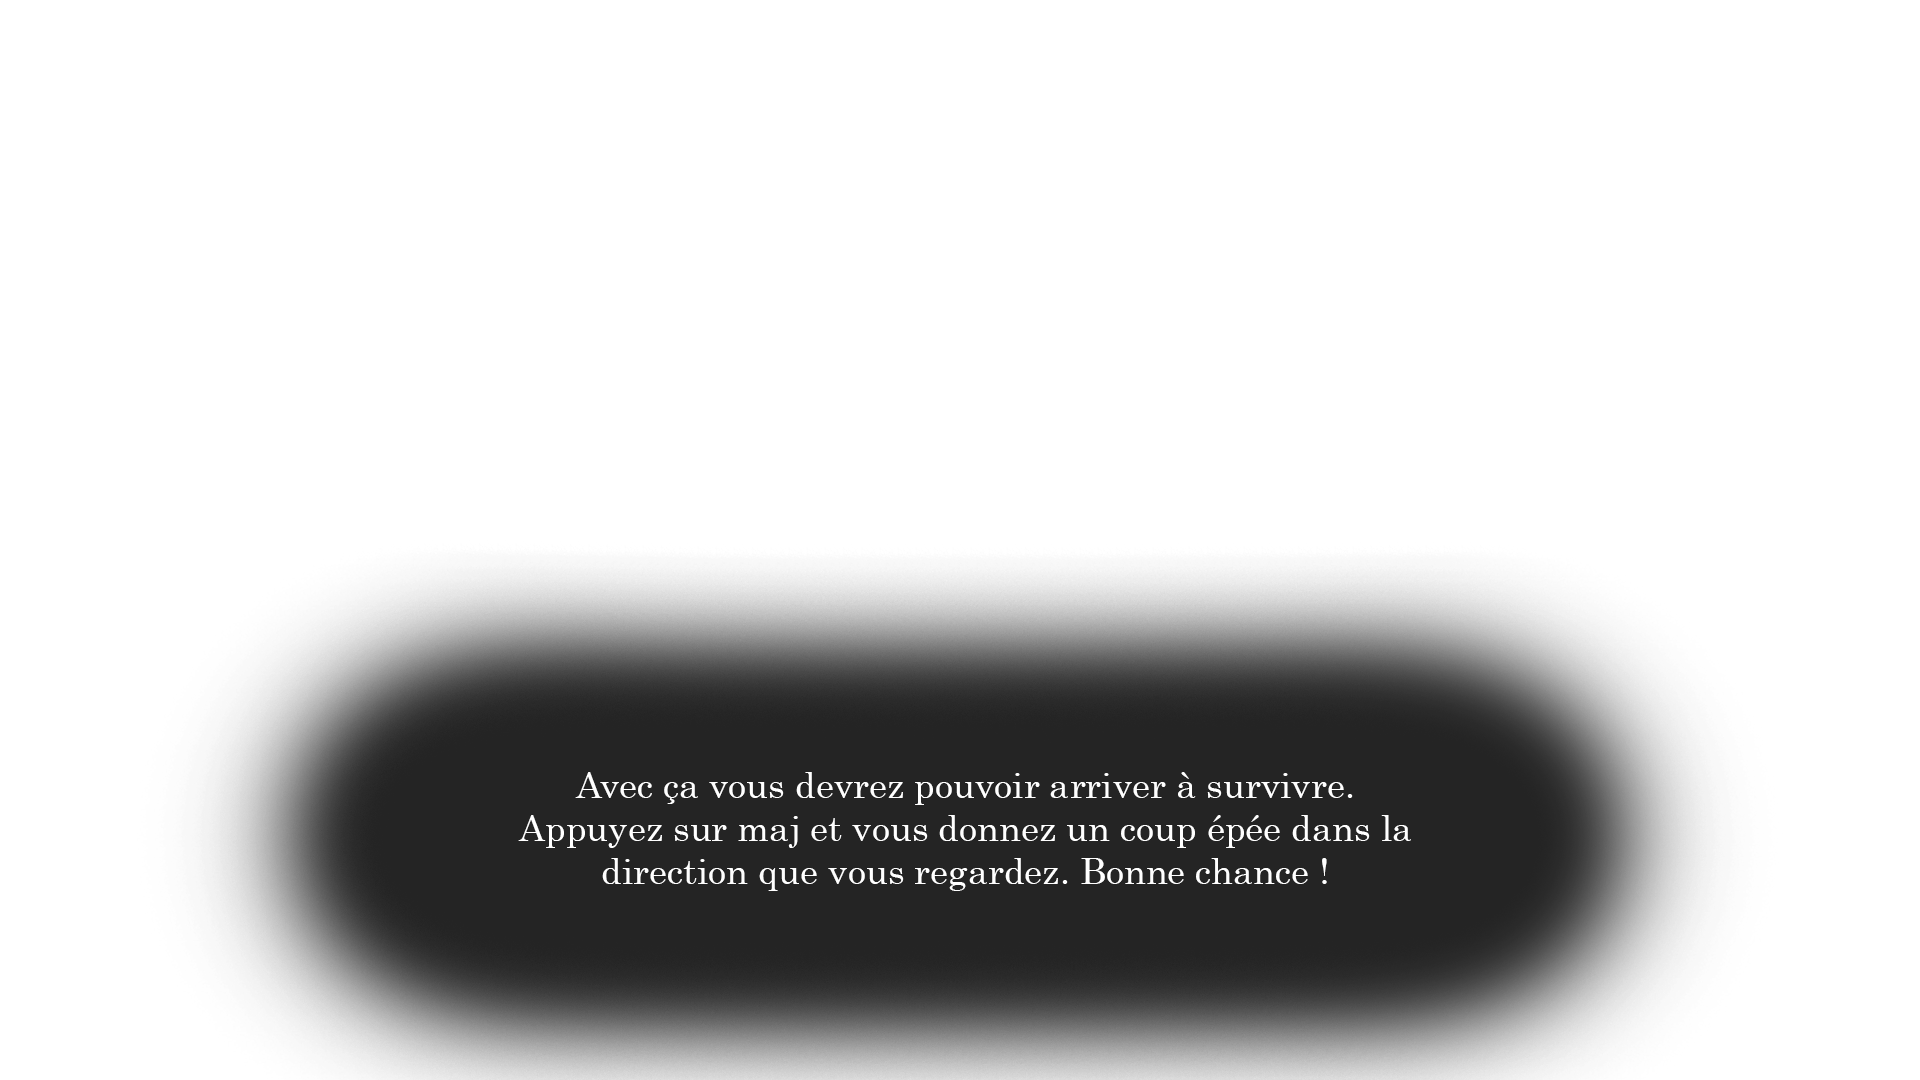 Avec ça vous devrez pouvoir arriver à survivre.
Appuyez sur maj et vous donnez un coup épée dans la
direction que vous regardez. Bonne chance !